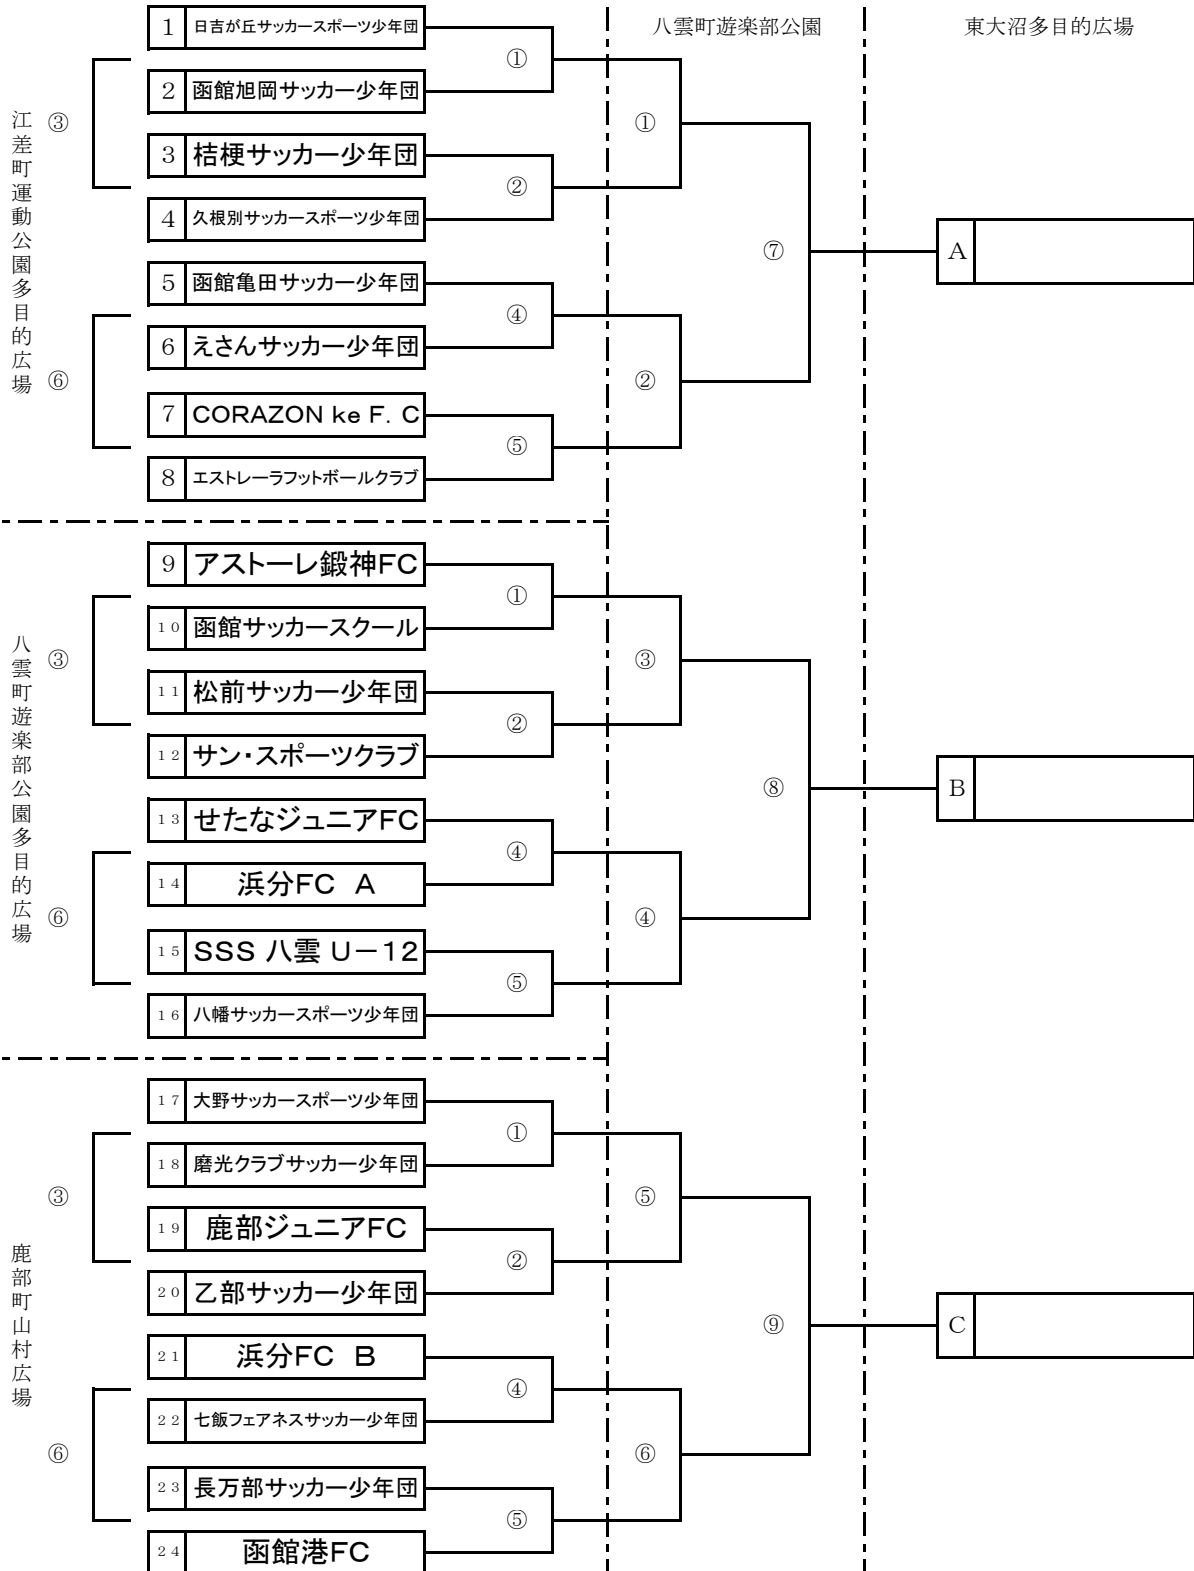 八雲町遊楽部公園
東大沼多目的広場
江差町運動公園多目的広場
1 日吉が丘サッカースポーツ少年団
①
2 函館旭岡サッカー少年団
③
①
3 桔梗サッカー少年団
②
4 久根別サッカースポーツ少年団
⑦
A
5 函館亀田サッカー少年団
④
6 えさんサッカー少年団
⑥
②
7 CORAZON ke F. C
⑤
8 エストレーラフットボールクラブ
八雲町遊楽部公園多目的広場
9 アストーレ鍛神FC
①
10 函館サッカースクール
③
③
11 松前サッカー少年団
②
12 サン・スポーツクラブ
⑧
B
13 せたなジュニアFC
④
14 浜分FC A
⑥
④
15 SSS 八雲 U－12
⑤
16 八幡サッカースポーツ少年団
鹿部町山村広場
17 大野サッカースポーツ少年団
①
18 磨光クラブサッカー少年団
③
⑤
19 鹿部ジュニアFC
②
20 乙部サッカー少年団
⑨
C
21 浜分FC B
④
22 七飯フェアネスサッカー少年団
⑥
⑥
23 長万部サッカー少年団
⑤
24 函館港FC